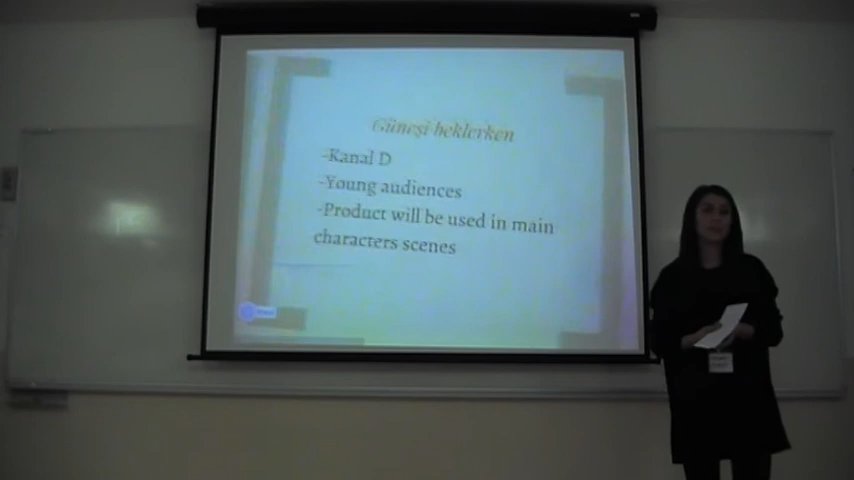 Güneşi beklerken
-Kanal D
-Young audiences
-Product will be used in main
characters scenes